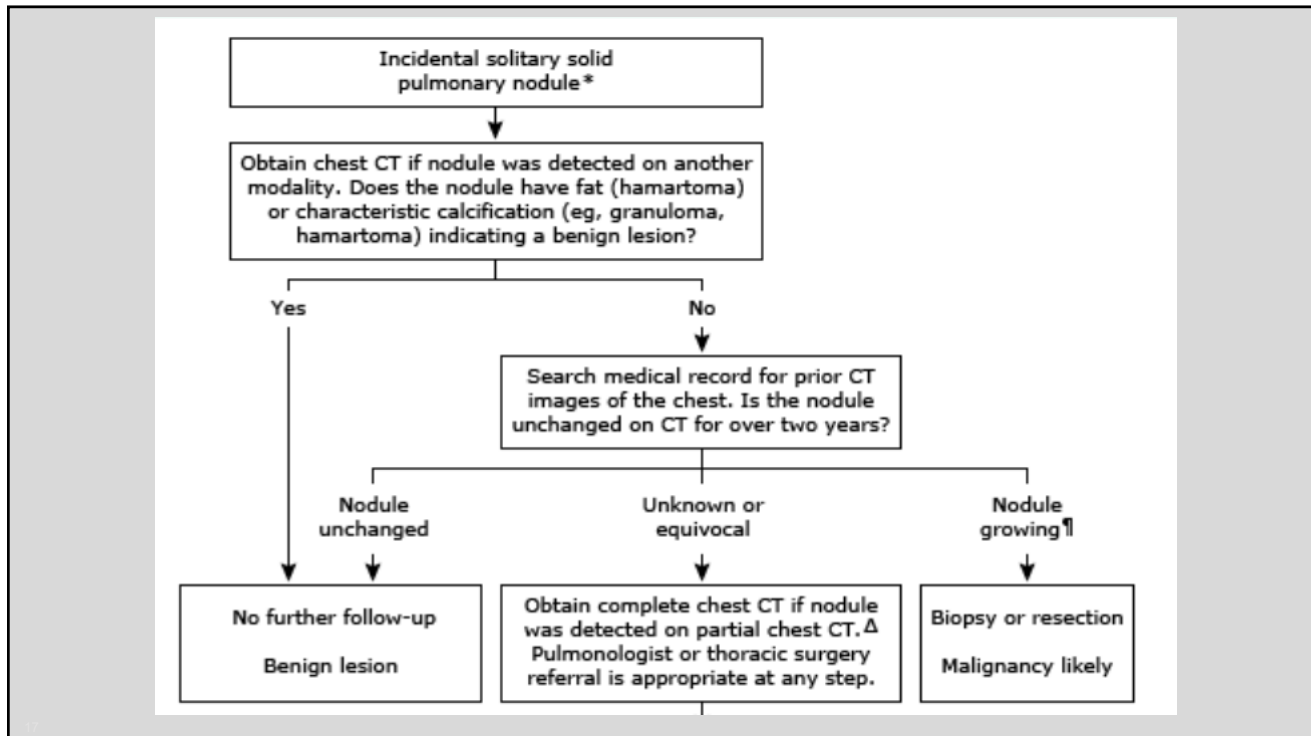 Incidental solitary solid
pulmonary nodule*
Obtain chest CT if nodule was detected on another
modality. Does the nodule have fat (hamartoma)
or characteristic calcification (eg, granuloma,
hamartoma) indicating a benign lesion?
Yes
No
Search medical record for prior CT
images of the chest. Is the nodule
unchanged on CT for over two years?
Nodule
unchanged
Unknown or
equivocal
Nodule
growing¶
No further follow-up
Benign lesion
Obtain complete chest CT if nodule
was detected on partial chest CT.Δ
Pulmonologist or thoracic surgery
referral is appropriate at any step.
Biopsy or resection
Malignancy likely
17